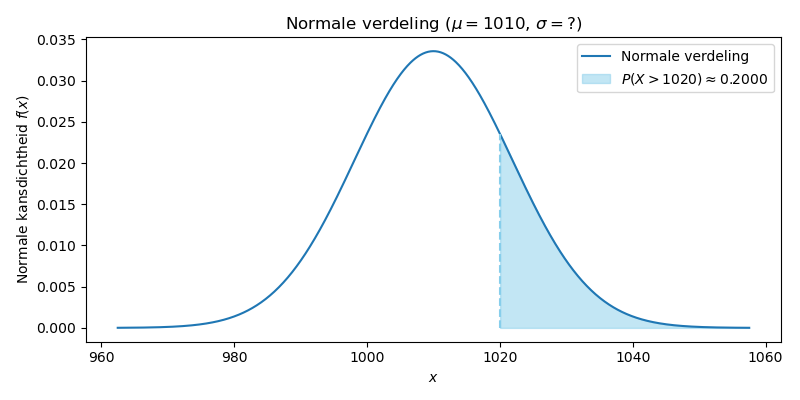 Normale verdeling (μ = 1010, σ = ?)
Normale verdeling
P(X > 1020) ≈ 0.2000
Normale kansdichtheid f(x)
0.035
0.030
0.025
0.020
0.015
0.010
0.005
0.000
960 980 1000 1020 1040 1060
x